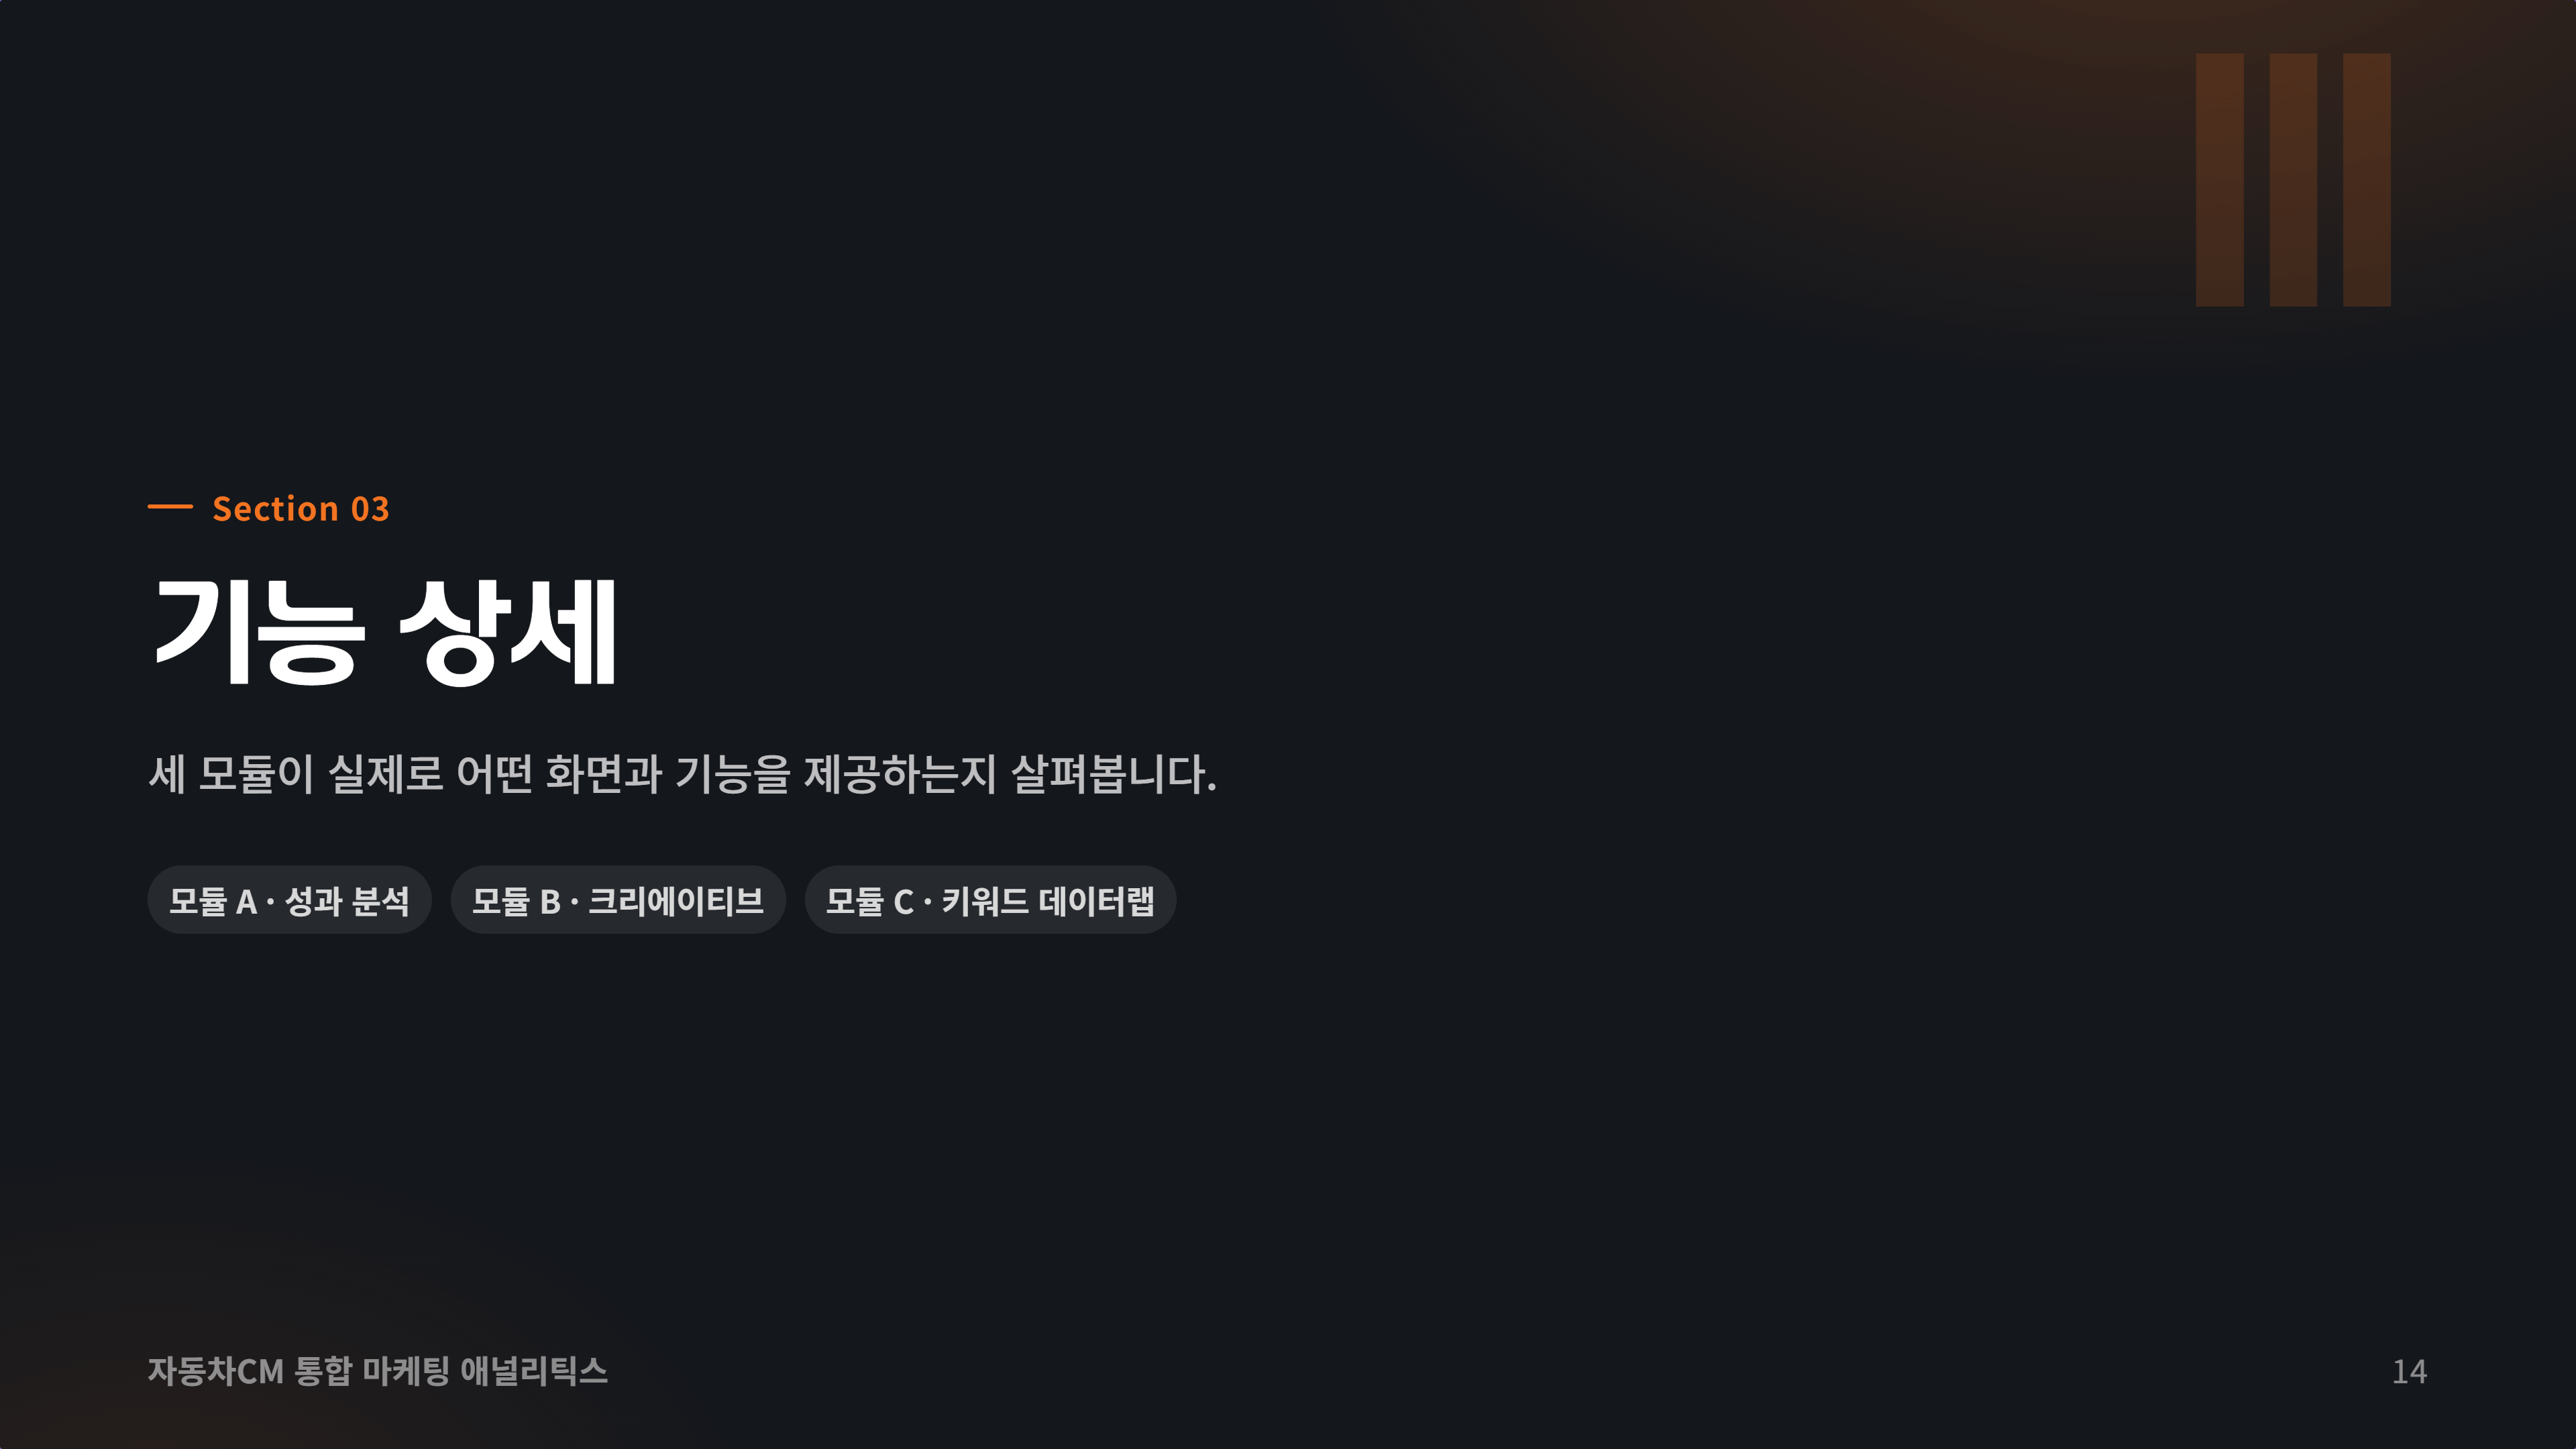 Section 03
기능 상세
세 모듈이 실제로 어떤 화면과 기능을 제공하는지 살펴봅니다.
모듈 A · 성과 분석
모듈 B · 크리에이티브
모듈 C · 키워드 데이터랩
자동차CM 통합 마케팅 애널리틱스
14